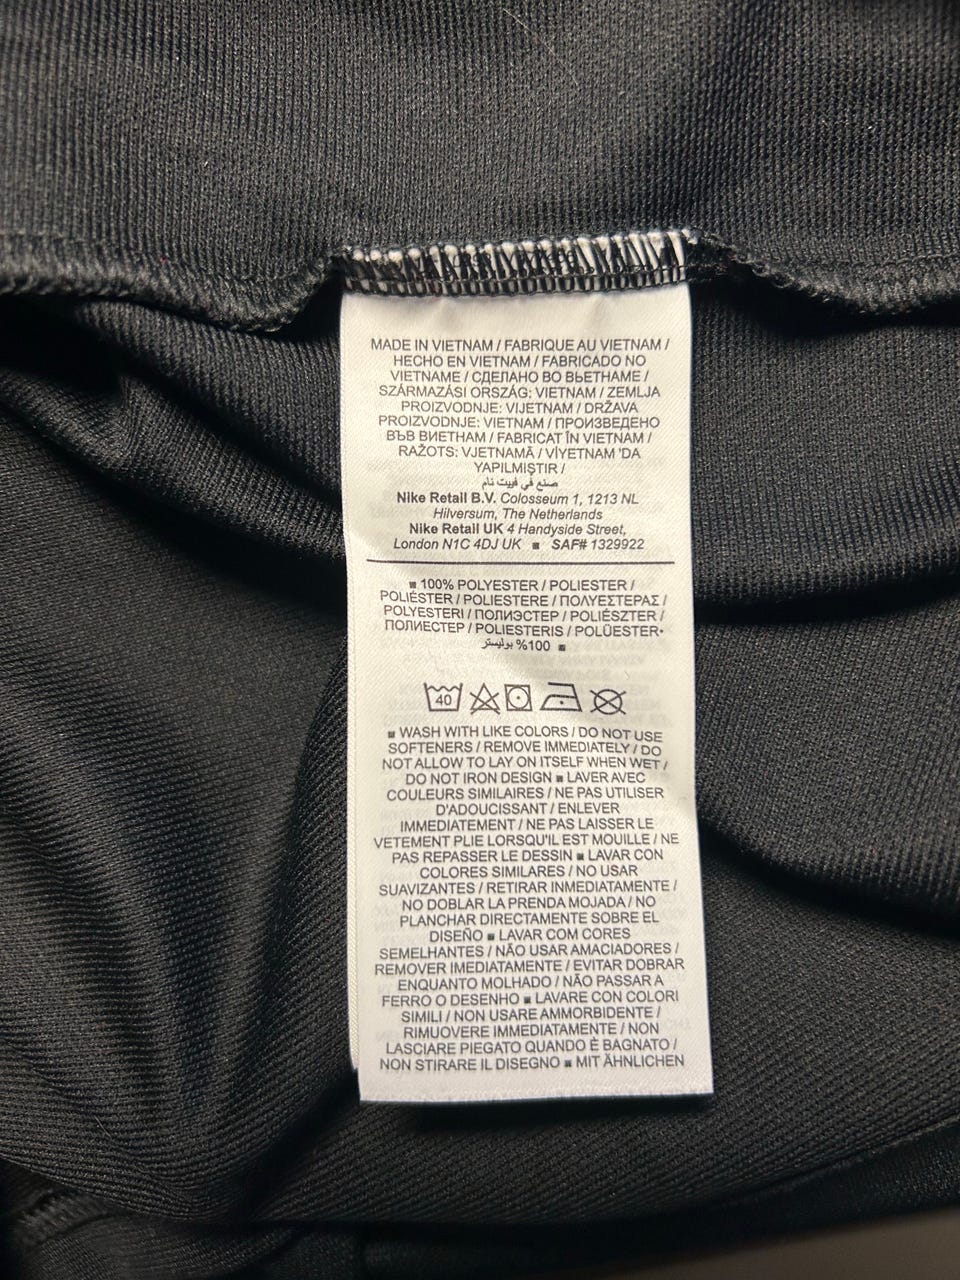 MADE IN VIETNAM / FABRIQUE AU VIETNAM /
HECHO EN VIETNAM / FABRICADO NO
VIETNAME / СДЕЛАНО ВО ВЬЕТНАМЕ /
SZÁRMAZÁSI ORSZÁG: VIETNAM / ZEMLJA
PROIZVODNJE: VIJETNAM / DRŽAVA
PROIZVODNJE: VIETNAM / ПРОИЗВЕДЕНО
ВЪВ ВИЕТНАМ / FABRICAT ÎN VIETNAM /
RAŽOTS: VJETNAMĀ / VİYETNAM 'DA
YAPILMIŞTIR /
صنع في فييت نام
Nike Retail B.V. Colosseum 1, 1213 NL
Hilversum, The Netherlands
Nike Retail UK 4 Handyside Street,
London N1C 4DJ UK ■ SAF# 1329922
■ 100% POLYESTER / POLIESTER /
POLIÉSTER / POLIESTERE / ΠΟΛΥΕΣΤΕΡΑΣ /
POLYESTERI / ПОЛИЭСТЕР / POLIÉSZTER /
ПОЛИЕСТЕР / POLIESTERIS / POLÜESTER•
100% بوليستر ■
40
■ WASH WITH LIKE COLORS / DO NOT USE
SOFTENERS / REMOVE IMMEDIATELY / DO
NOT ALLOW TO LAY ON ITSELF WHEN WET /
DO NOT IRON DESIGN ■ LAVER AVEC
COULEURS SIMILAIRES / NE PAS UTILISER
D'ADOUCISSANT / ENLEVER
IMMEDIATEMENT / NE PAS LAISSER LE
VETEMENT PLIE LORSQU'IL EST MOUILLE / NE
PAS REPASSER LE DESSIN ■ LAVAR CON
COLORES SIMILARES / NO USAR
SUAVIZANTES / RETIRAR INMEDIATAMENTE /
NO DOBLAR LA PRENDA MOJADA / NO
PLANCHAR DIRECTAMENTE SOBRE EL
DISEÑO ■ LAVAR COM CORES
SEMELHANTES / NÃO USAR AMACIADORES /
REMOVER IMEDIATAMENTE / EVITAR DOBRAR
ENQUANTO MOLHADO / NÃO PASSAR A
FERRO O DESENHO ■ LAVARE CON COLORI
SIMILI / NON USARE AMMORBIDENTE /
RIMUOVERE IMMEDIATAMENTE / NON
LASCIARE PIEGATO QUANDO È BAGNATO /
NON STIRARE IL DISEGNO ■ MIT ÄHNLICHEN